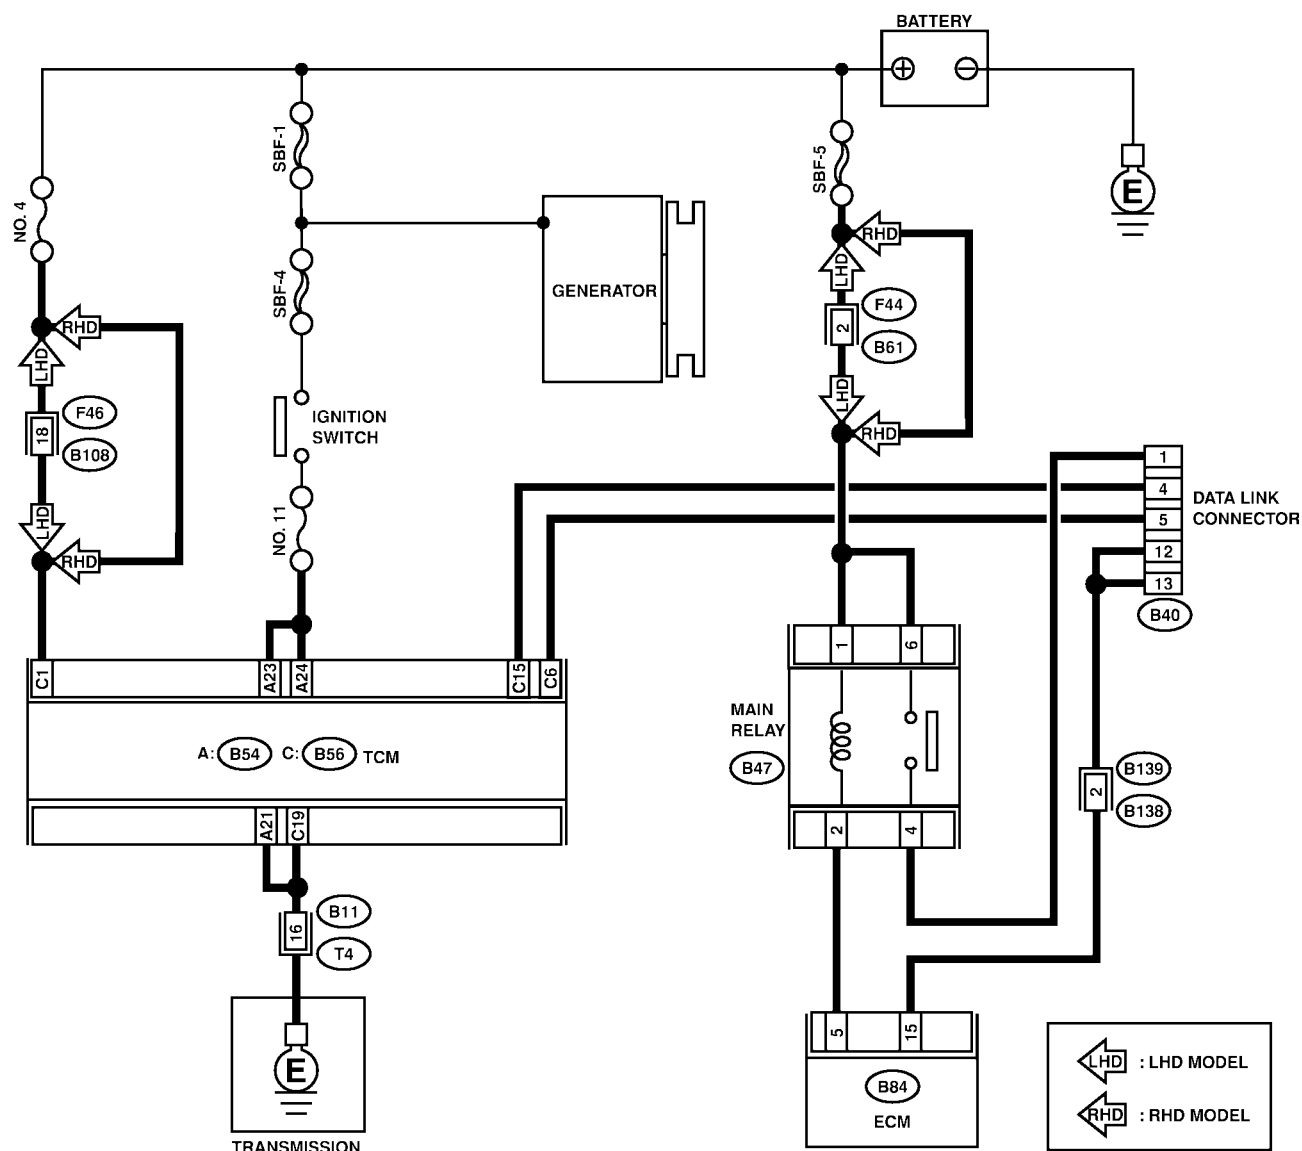 BATTERY
+
−
SBF-1
SBF-5
E
NO. 4
RHD
LHD
SBF-4
GENERATOR
F44
2
B61
RHD
LHD
F46
18
B108
IGNITION
SWITCH
LHD
RHD
1
4
5
12
13
DATA LINK
CONNECTOR
B40
LHD
RHD
NO. 11
C1
A23
A24
C15
C6
1
6
A: B54 C: B56 TCM
MAIN
RELAY
B47
B139
2
B138
A21
C19
2
4
B11
16
T4
E
TRANSMISSION
5
15
B84
ECM
LHD : LHD MODEL
RHD : RHD MODEL